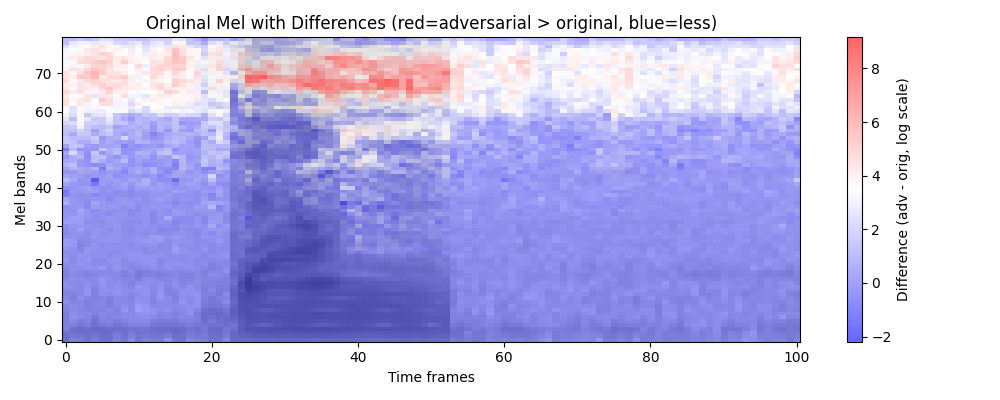 Original Mel with Differences (red=adversarial > original, blue=less)
Mel bands
70
60
50
40
30
20
10
0
0 20 40 60 80 100
Time frames
8
6
4
2
0
−2
Difference (adv - orig, log scale)